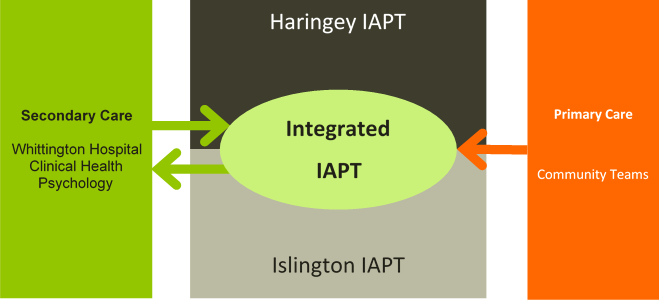 Haringey IAPT
Secondary Care
Whittington Hospital
Clinical Health
Psychology
Integrated
IAPT
Primary Care
Community Teams
Islington IAPT